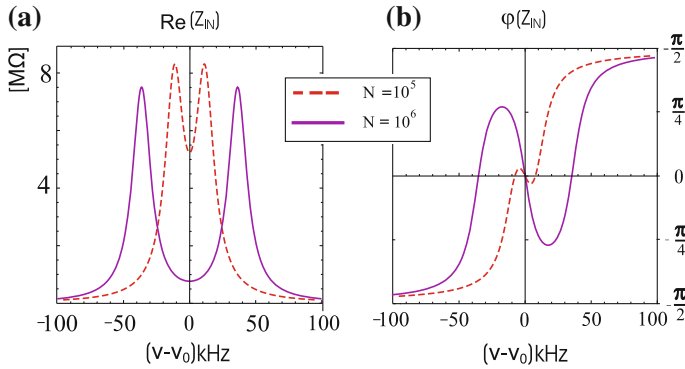 (a) Re(Z_IN) (b) φ(Z_IN)
[MΩ]
8
4
-100 -50 0 50 100
(ν-ν₀)kHz
N = 10⁵
N = 10⁶
-π/2
π/4
0
-π/4
-π/2
-100 -50 0 50 100
(ν-ν₀)kHz